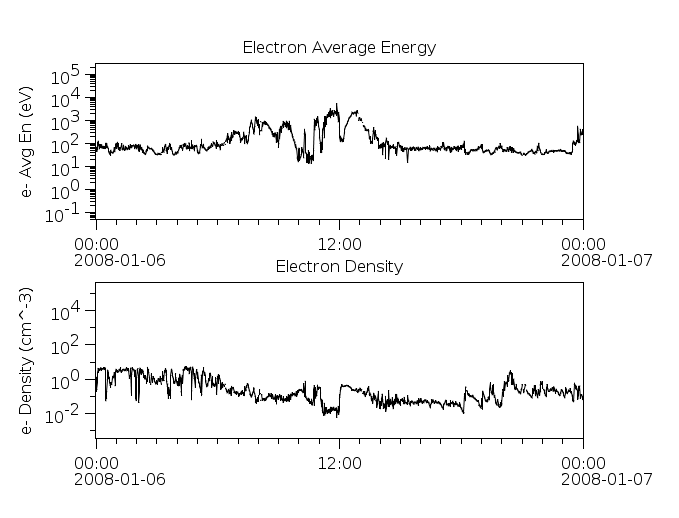 Electron Average Energy
e- Avg En (eV)
10^5
10^4
10^3
10^2
10^1
10^0
10^-1
00:00 12:00 00:00
2008-01-06 2008-01-07
Electron Density
e- Density (cm^-3)
10^4
10^2
10^0
10^-2
00:00 12:00 00:00
2008-01-06 2008-01-07